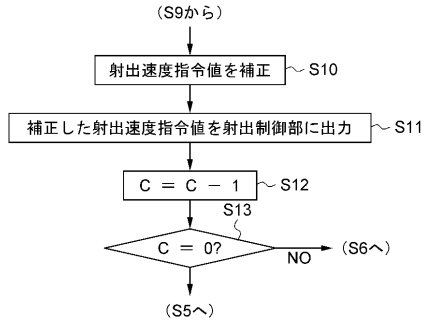 (S9から)
射出速度指令値を補正
S10
補正した射出速度指令値を射出制御部に出力
S11
C = C − 1
S12
S13
C = 0?
NO
(S6へ)
(S5へ)